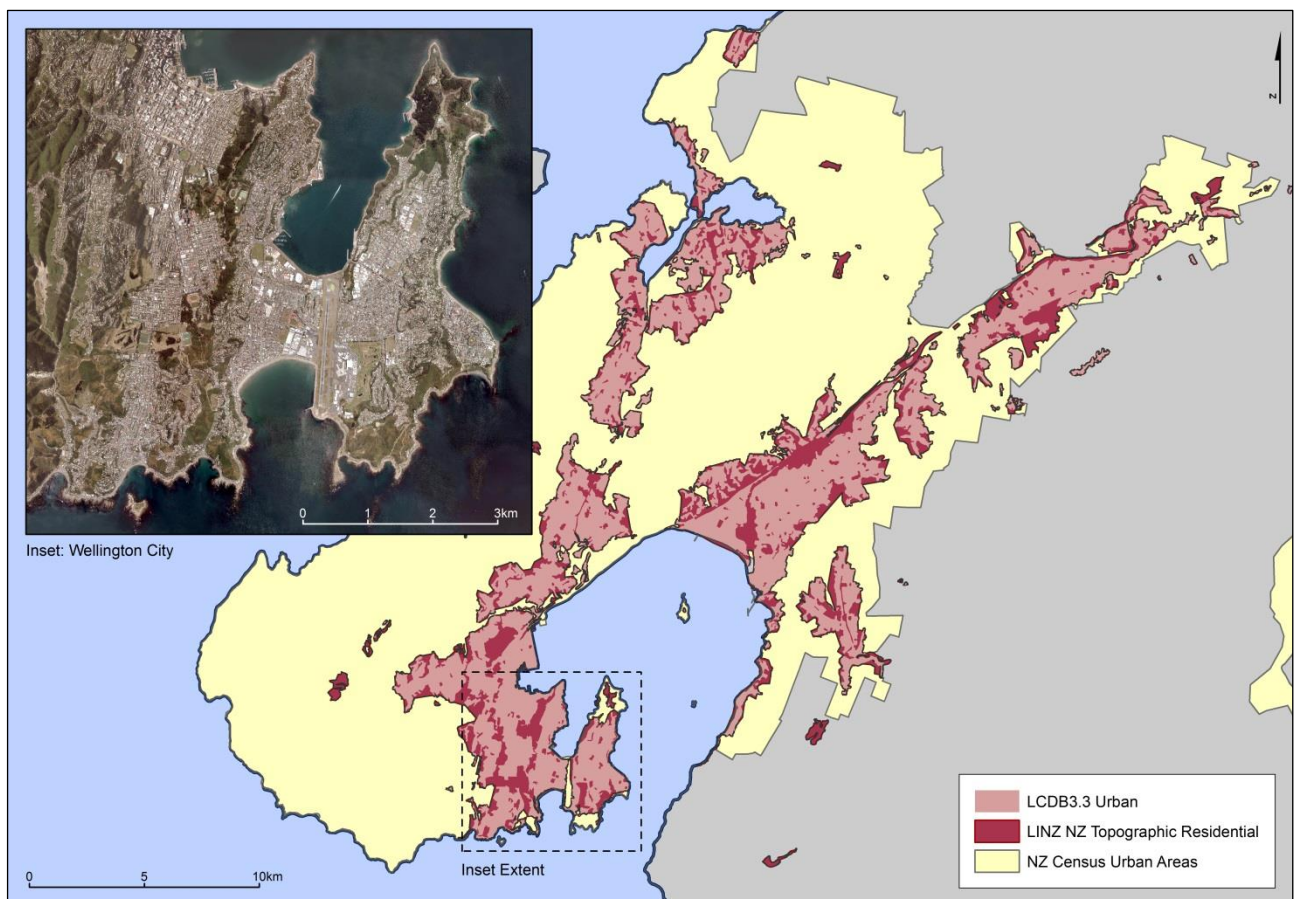 N
0 1 2 3km
Inset: Wellington City
Inset Extent
LCDB3.3 Urban
LINZ NZ Topographic Residential
NZ Census Urban Areas
0 5 10km